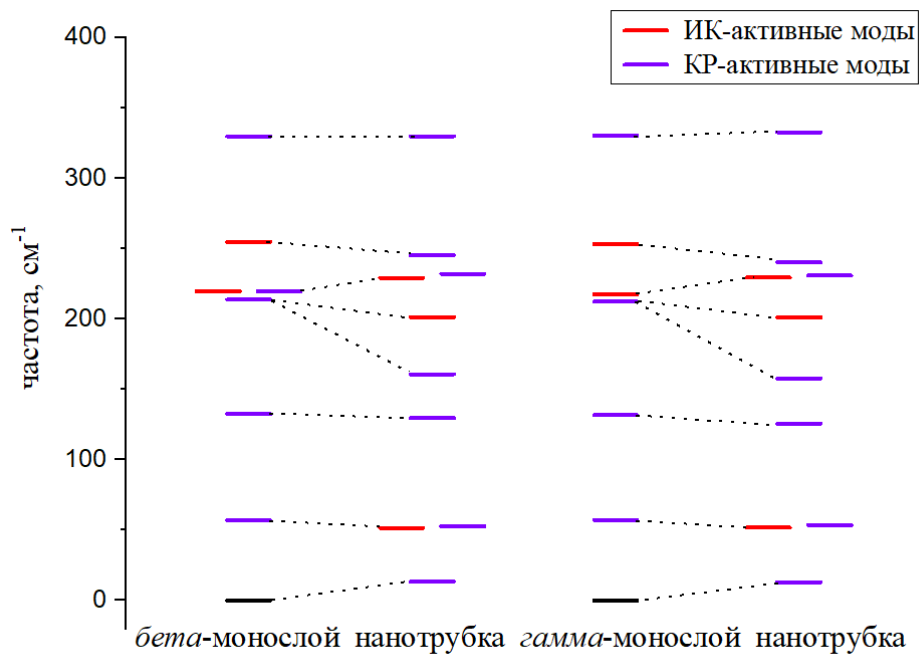 400
ИК-активные моды
КР-активные моды
300
200
100
0
частота, см-1
бета-монослой нанотрубка гамма-монослой нанотрубка